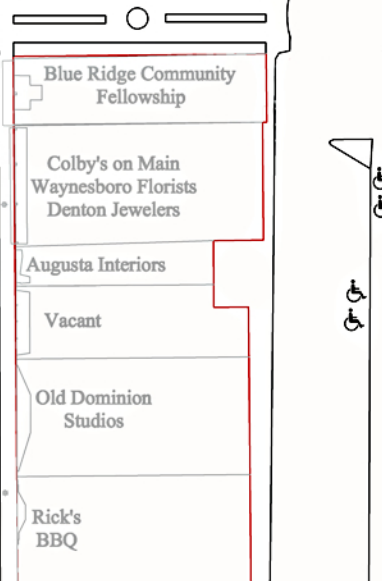 Blue Ridge Community
Fellowship
Colby's on Main
Waynesboro Florists
Denton Jewelers
Augusta Interiors
Vacant
Old Dominion
Studios
Rick's
BBQ